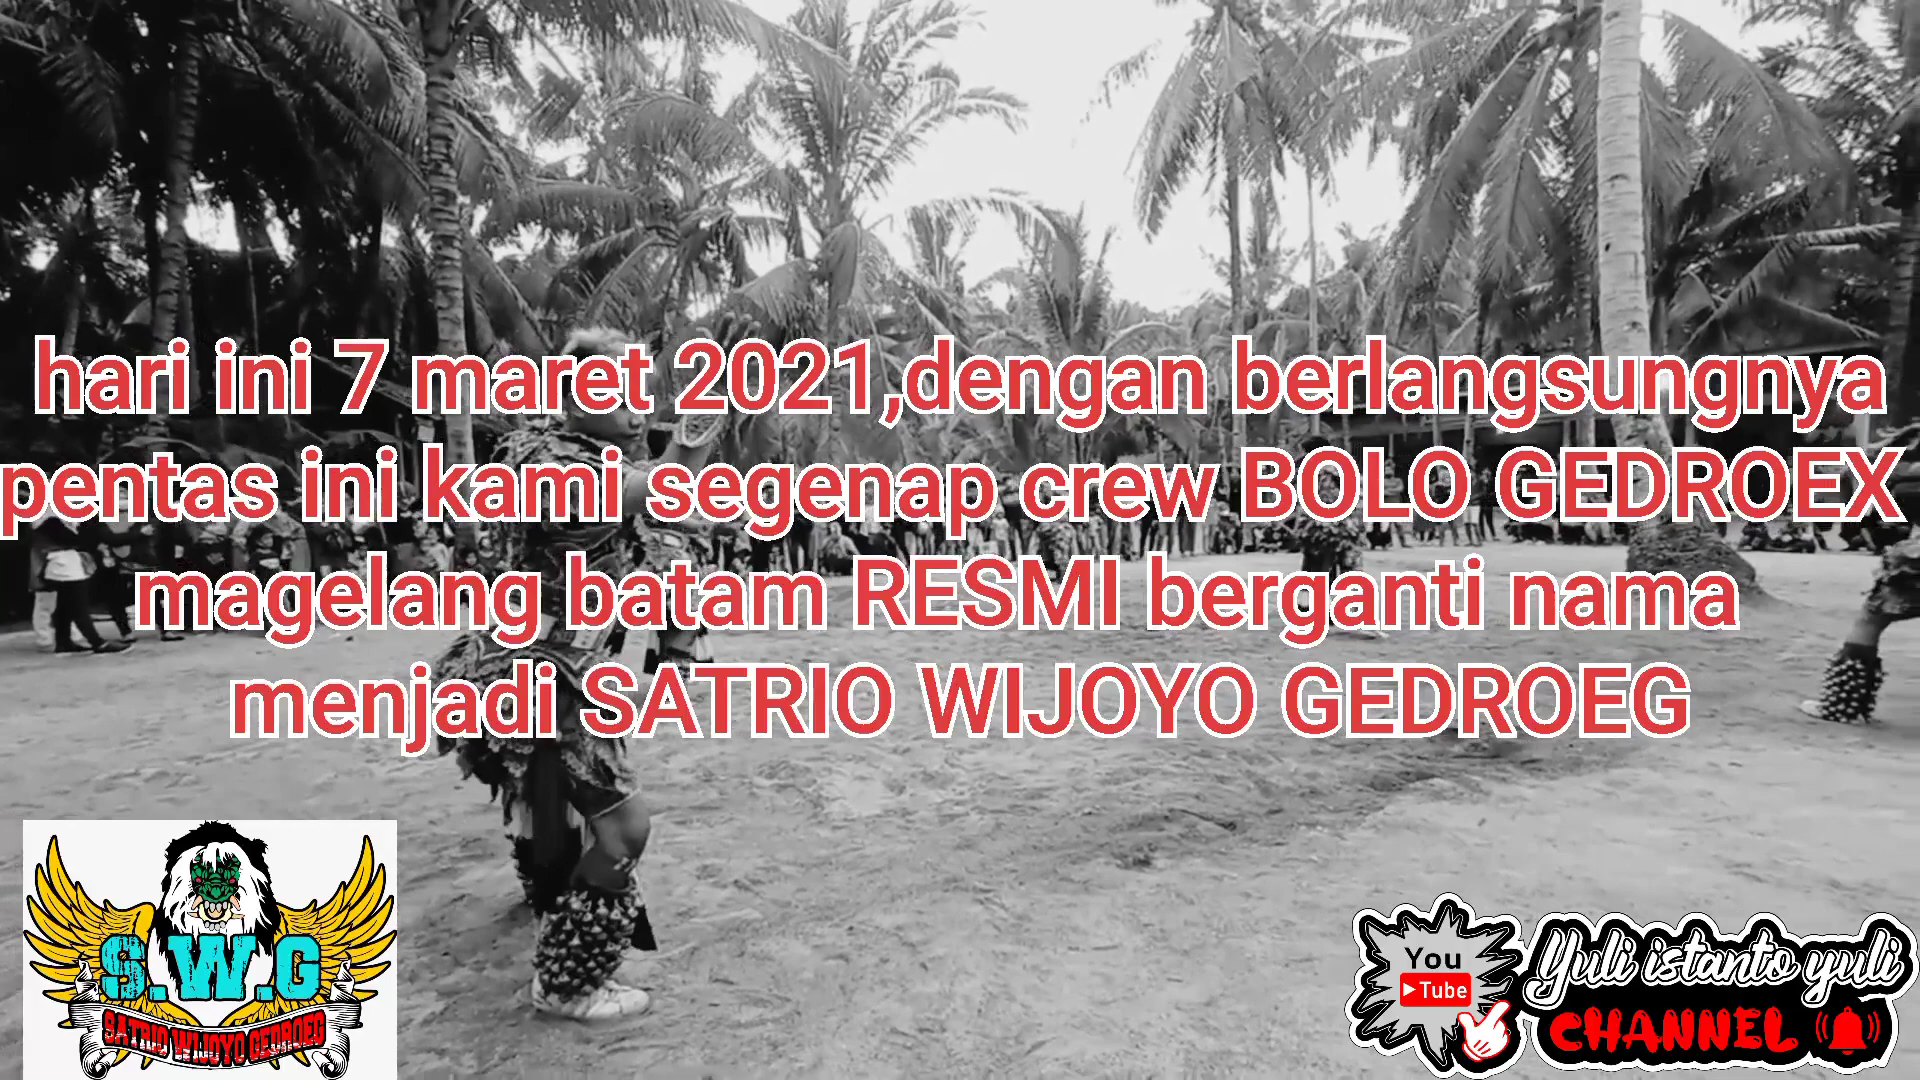 hari ini 7 maret 2021,dengan berlangsungnya
pentas ini kami segenap crew BOLO GEDROEX
magelang batam RESMI berganti nama
menjadi SATRIO WIJOYO GEDROEG
S.W.G
SATRIO WIJOYO GEDROEG
You
Tube
Yuli istanto yuli
CHANNEL